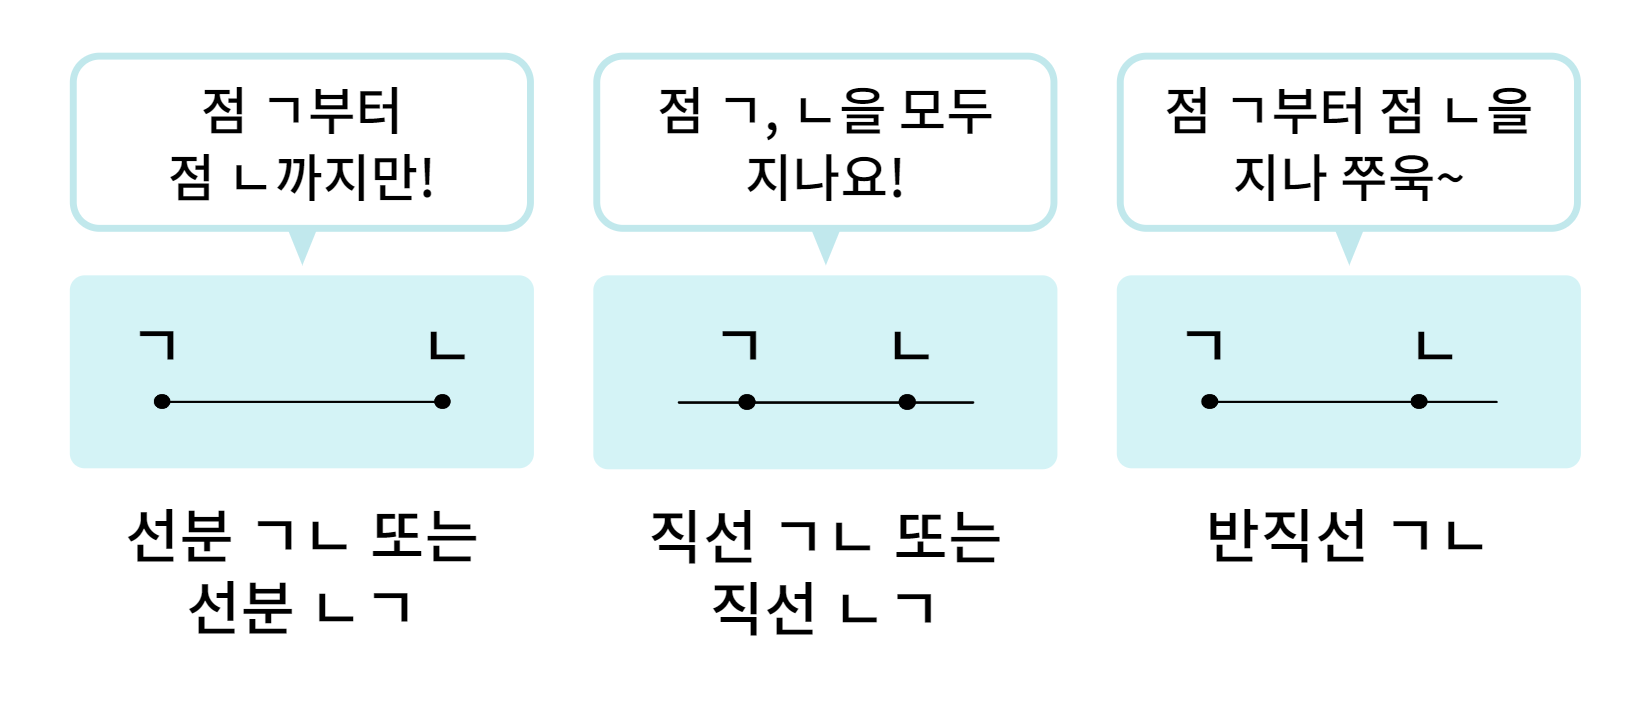 점 ㄱ부터
점 ㄴ까지만!
ㄱ ㄴ
선분 ㄱㄴ 또는
선분 ㄴㄱ
점 ㄱ, ㄴ을 모두
지나요!
ㄱ ㄴ
직선 ㄱㄴ 또는
직선 ㄴㄱ
점 ㄱ부터 점 ㄴ을
지나 쭈욱~
ㄱ ㄴ
반직선 ㄱㄴ